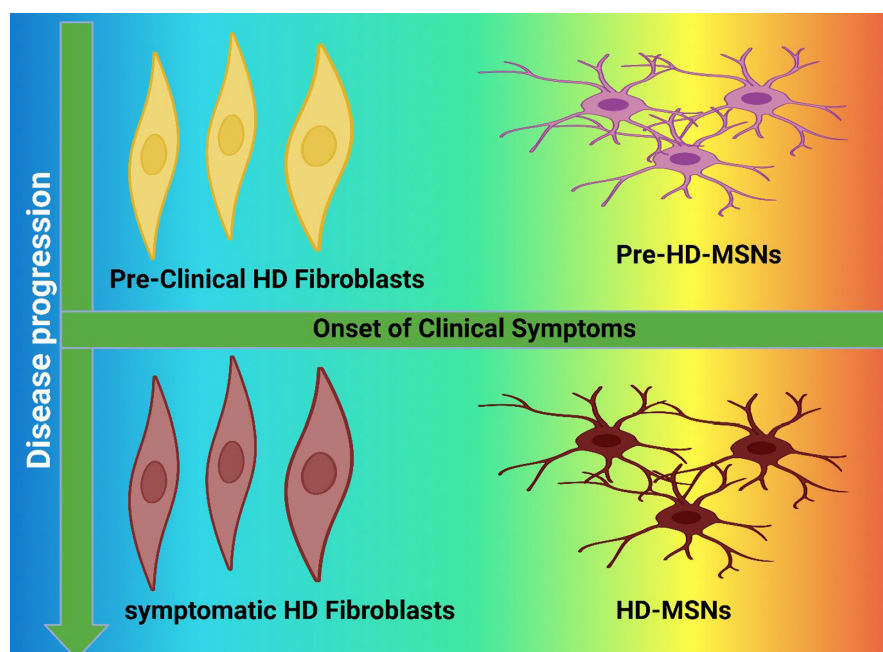 Disease progression
Pre-Clinical HD Fibroblasts
Pre-HD-MSNs
Onset of Clinical Symptoms
symptomatic HD Fibroblasts
HD-MSNs